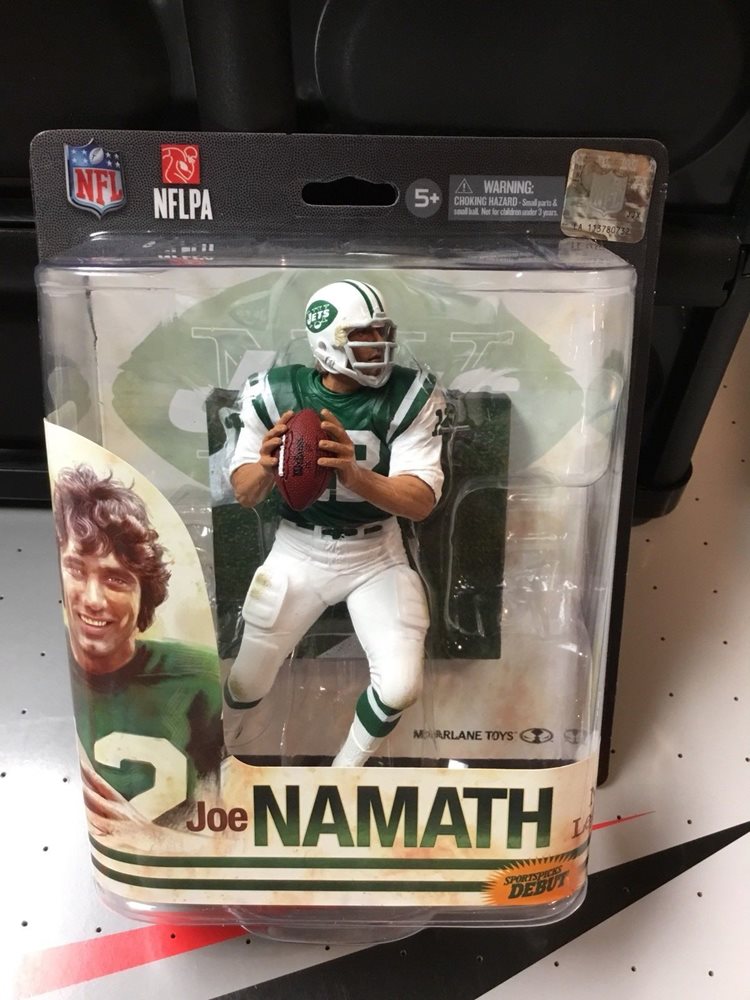 NFL
NFLPA
5+
WARNING:
CHOKING HAZARD - Small parts &
small ball. Not for children under 3 years.
NFL
JETS
12
McFARLANE TOYS
Joe NAMATH
SPORTSPICKS
DEBUT